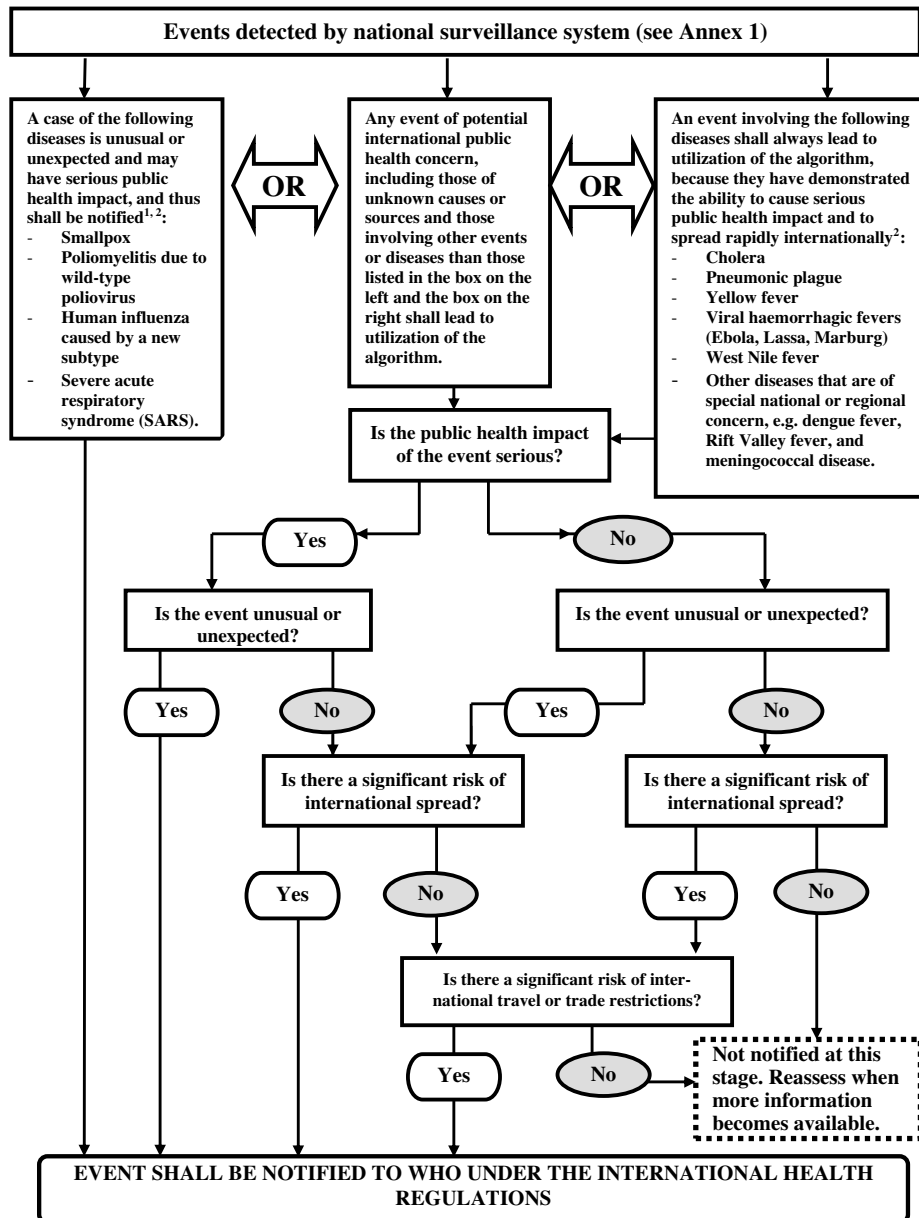 Events detected by national surveillance system (see Annex 1)
A case of the following
diseases is unusual or
unexpected and may
have serious public
health impact, and thus
shall be notified1, 2:
- Smallpox
- Poliomyelitis due to
wild-type
poliovirus
- Human influenza
caused by a new
subtype
- Severe acute
respiratory
syndrome (SARS).
OR
Any event of potential
international public
health concern,
including those of
unknown causes or
sources and those
involving other events
or diseases than those
listed in the box on the
left and the box on the
right shall lead to
utilization of the
algorithm.
OR
An event involving the following
diseases shall always lead to
utilization of the algorithm,
because they have demonstrated
the ability to cause serious
public health impact and to
spread rapidly internationally2:
- Cholera
- Pneumonic plague
- Yellow fever
- Viral haemorrhagic fevers
(Ebola, Lassa, Marburg)
- West Nile fever
- Other diseases that are of
special national or regional
concern, e.g. dengue fever,
Rift Valley fever, and
meningococcal disease.
Is the public health impact
of the event serious?
Yes
No
Is the event unusual or
unexpected?
Is the event unusual or unexpected?
Yes
No
Yes
No
Is there a significant risk of
international spread?
Is there a significant risk of
international spread?
Yes
No
Yes
No
Is there a significant risk of inter-
national travel or trade restrictions?
Yes
No
Not notified at this
stage. Reassess when
more information
becomes available.
EVENT SHALL BE NOTIFIED TO WHO UNDER THE INTERNATIONAL HEALTH
REGULATIONS